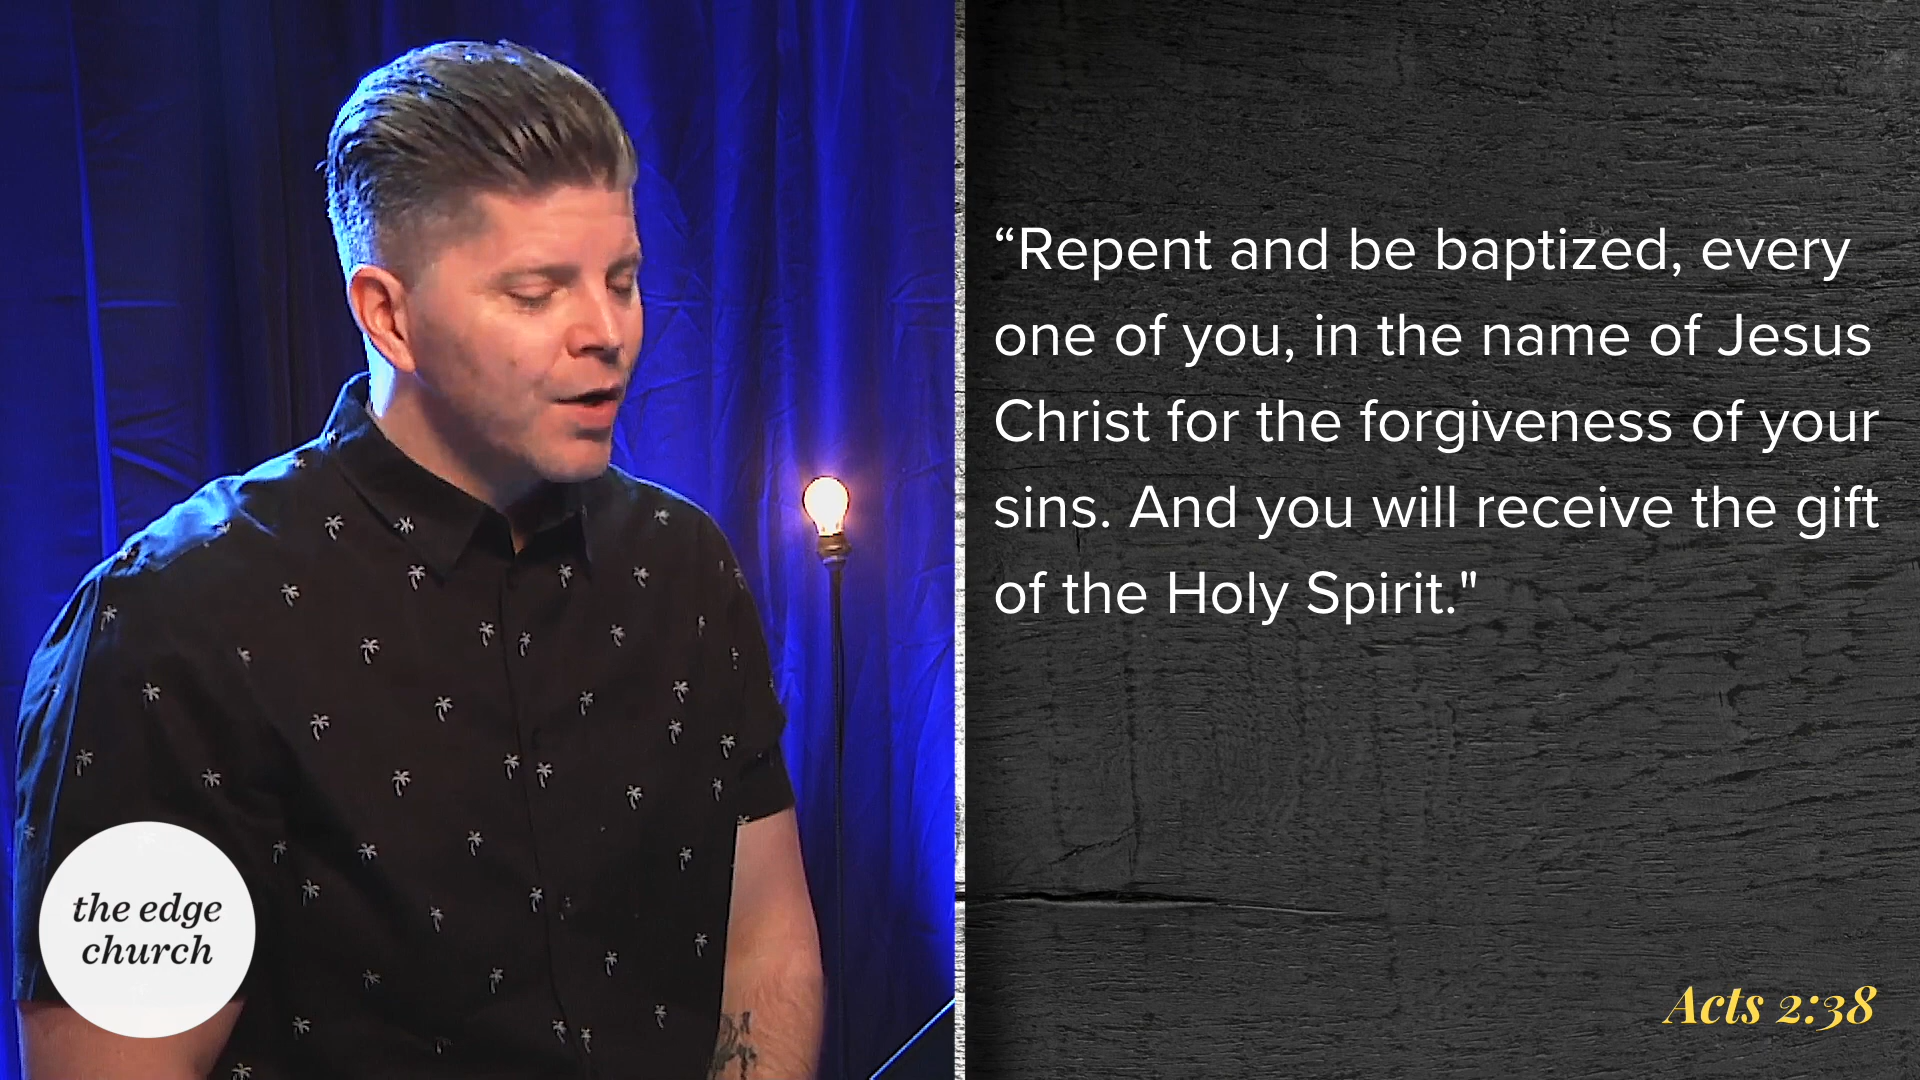 “Repent and be baptized, every
one of you, in the name of Jesus
Christ for the forgiveness of your
sins. And you will receive the gift
of the Holy Spirit."
Acts 2:38
the edge
church